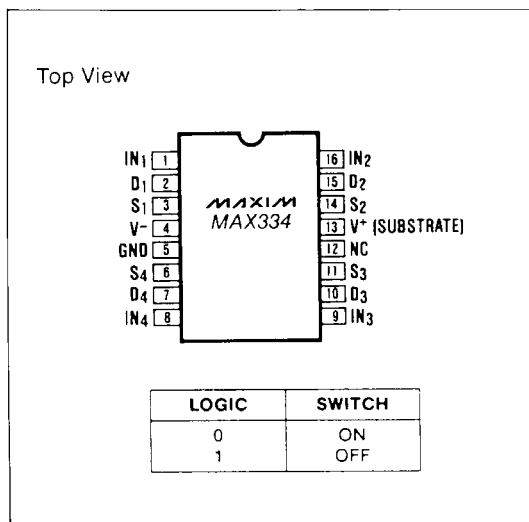 Top View
IN1 1
D1 2
S1 3
V- 4
GND 5
S4 6
D4 7
IN4 8
MAXIM
MAX334
16 IN2
15 D2
14 S2
13 V+ (SUBSTRATE)
12 NC
11 S3
10 D3
9 IN3
LOGIC SWITCH
0 ON
1 OFF